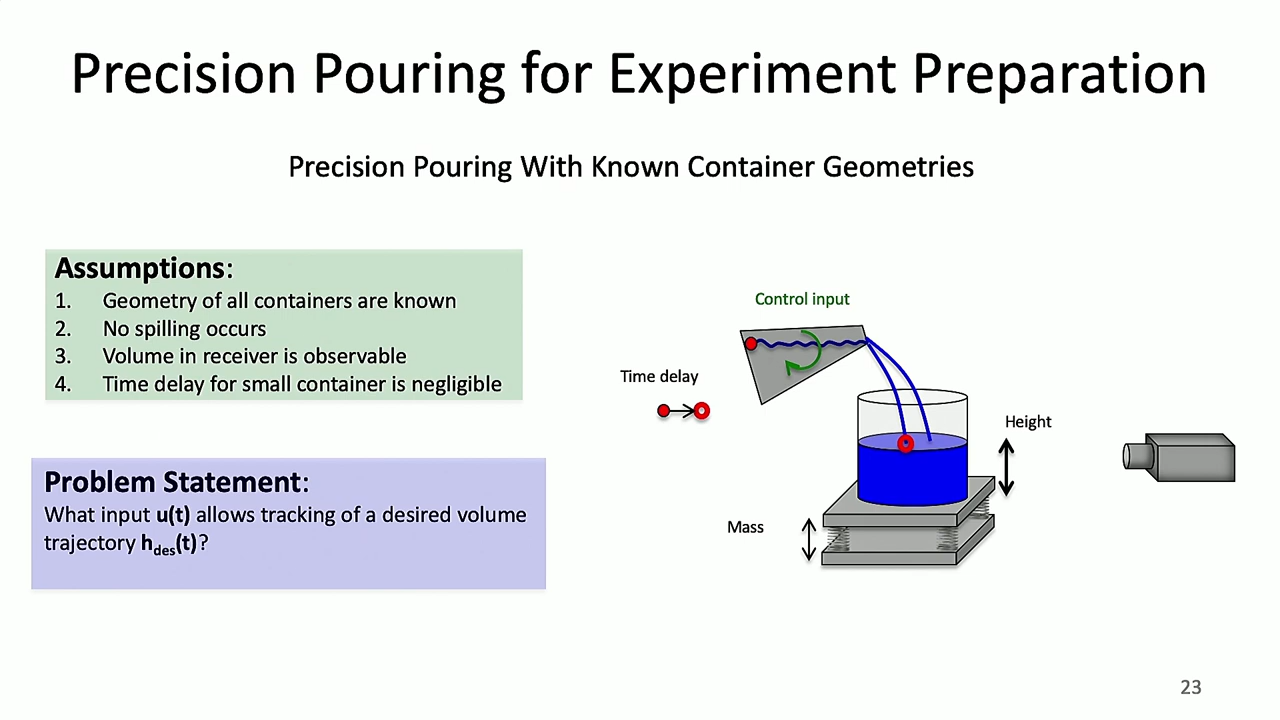 Precision Pouring for Experiment Preparation
Precision Pouring With Known Container Geometries
Assumptions:
1. Geometry of all containers are known
2. No spilling occurs
3. Volume in receiver is observable
4. Time delay for small container is negligible
Problem Statement:
What input u(t) allows tracking of a desired volume
trajectory hdes(t)?
Control input
Time delay
Height
Mass
23